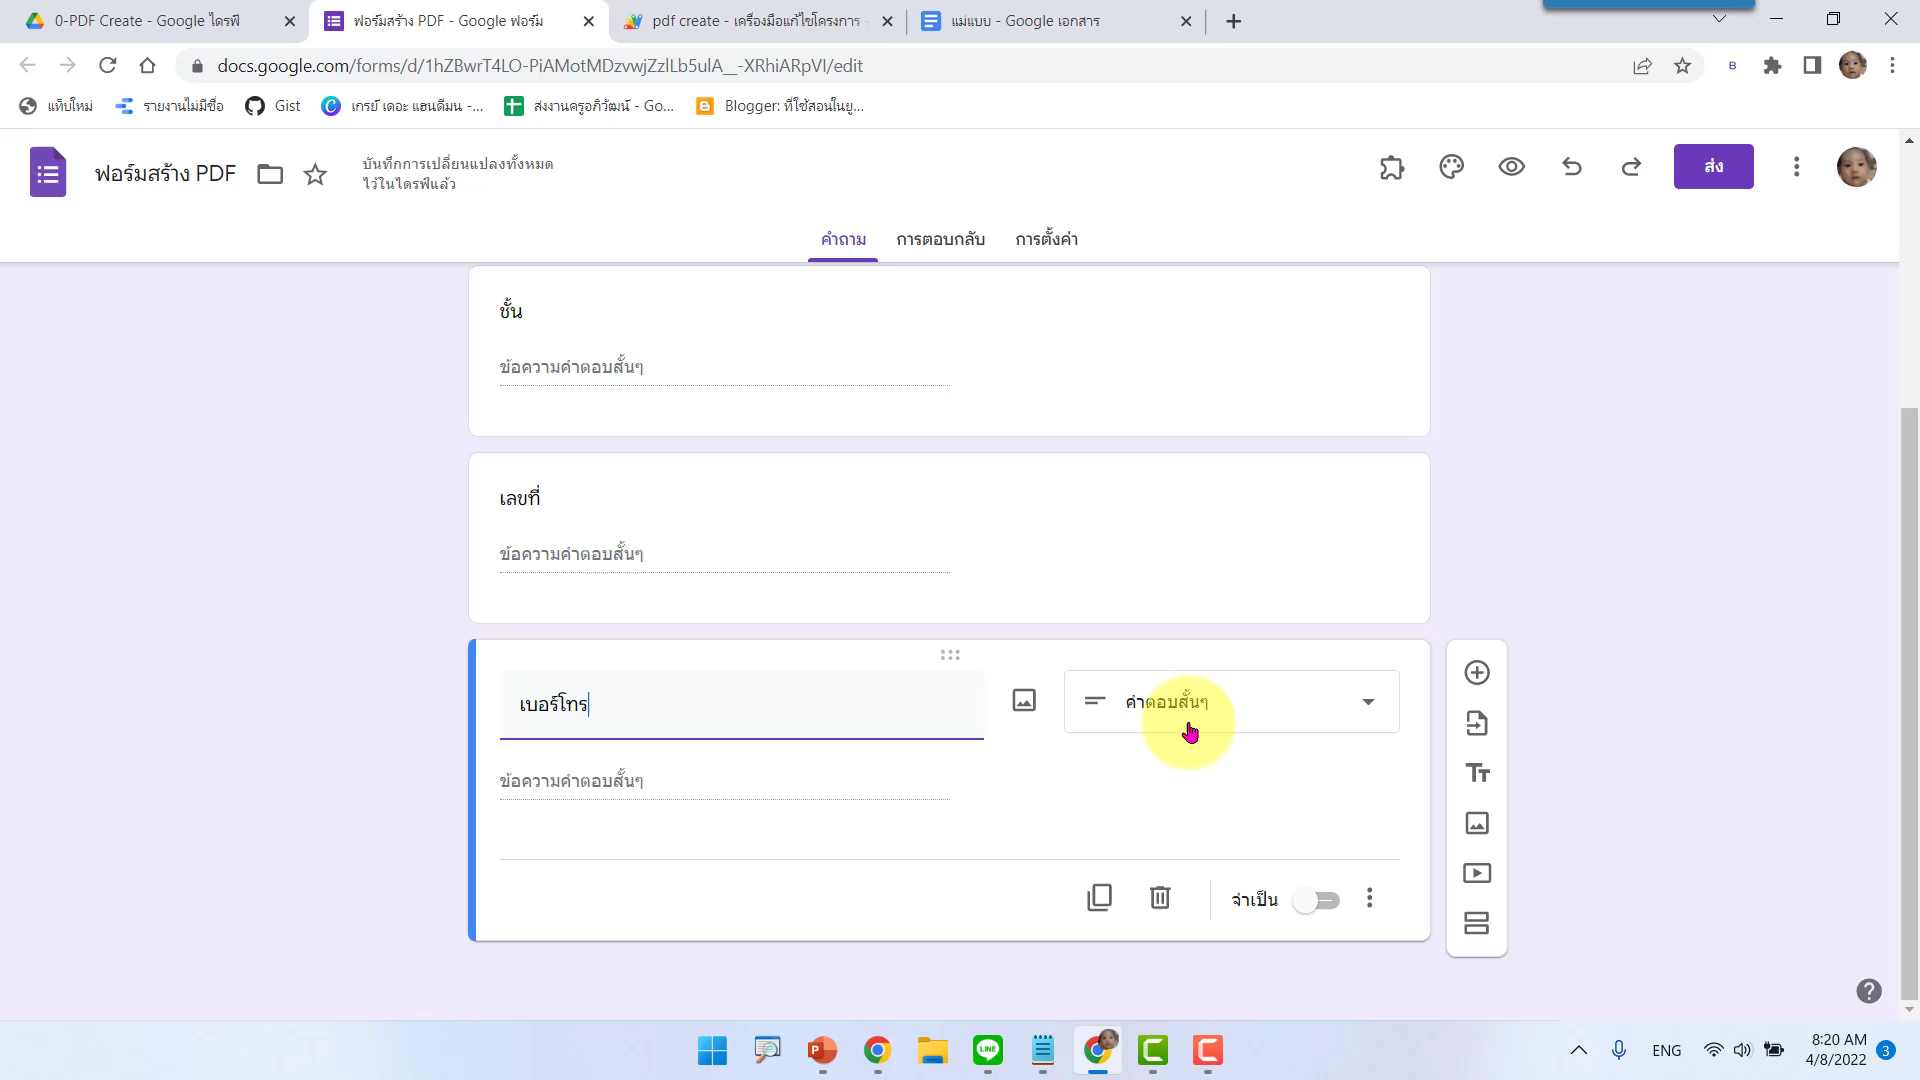 0-PDF Create - Google ไดรฟ์
ฟอร์มสร้าง PDF - Google ฟอร์ม
pdf create - เครื่องมือแก้ไขโครงการ -
แม่แบบ - Google เอกสาร
docs.google.com/forms/d/1hZBwrT4LO-PiAMotMDzvwjZzlLb5ulA__-XRhiARpVI/edit
แท็บใหม่
รายงานไม่มีชื่อ
Gist
เกรย์ เดอะ แฮนดีมน -...
ส่งงานครูอภิวัฒน์ - Go...
Blogger: ที่ใช้สอนในยู...
ฟอร์มสร้าง PDF
บันทึกการเปลี่ยนแปลงทั้งหมด
ไว้ในไดรฟ์แล้ว
ส่ง
คำถาม
การตอบกลับ
การตั้งค่า
ชั้น
ข้อความคำตอบสั้นๆ
เลขที่
ข้อความคำตอบสั้นๆ
เบอร์โทร
คำตอบสั้นๆ
ข้อความคำตอบสั้นๆ
จำเป็น
ENG
8:20 AM
4/8/2022
3